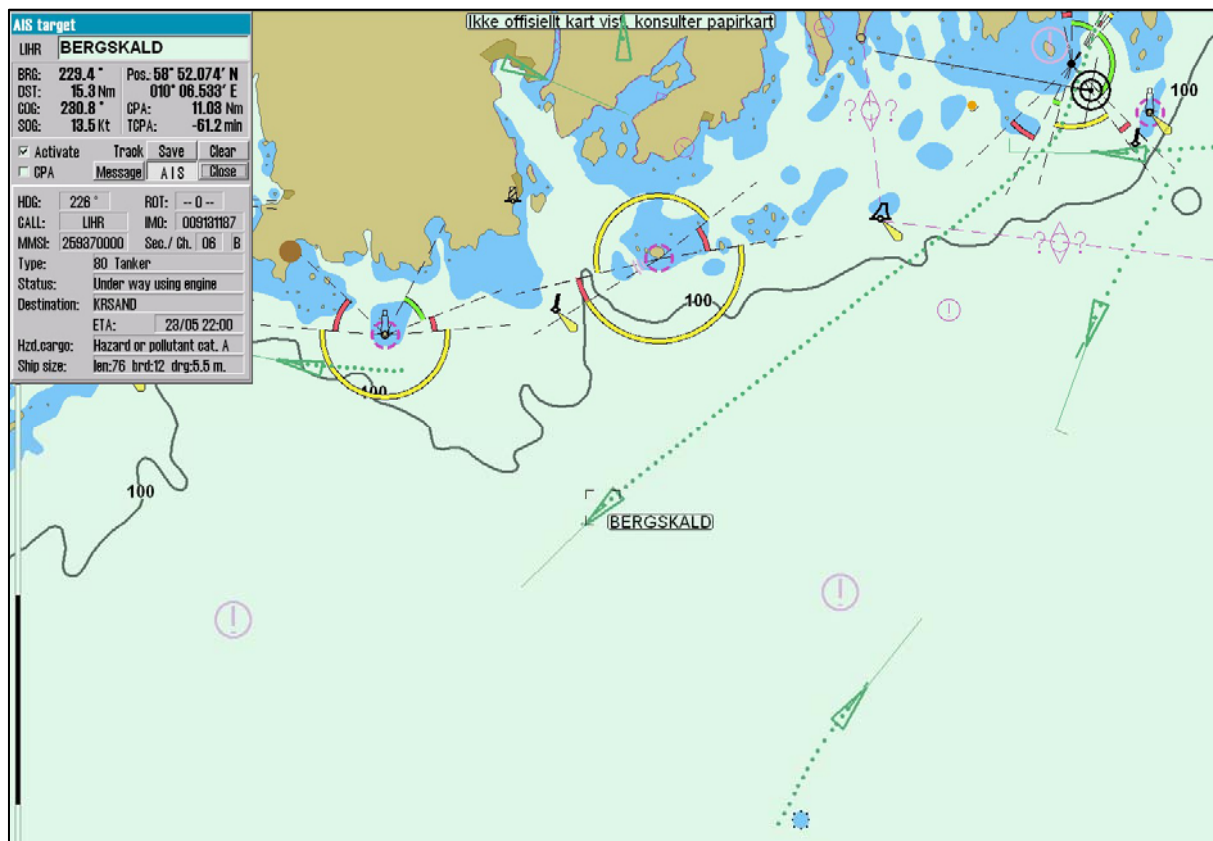 AIS target
LIHR BERGSKALD
BRG: 229.4 ° Pos.: 58° 52.074' N
DST: 15.3 Nm 010° 06.533' E
COG: 230.8 ° CPA: 11.03 Nm
SOG: 13.5 Kt TCPA: -61.2 min
Activate Track Save Clear
CPA Message AIS Close
HDG: 226 ° ROT: -- 0 --
CALL: LIHR IMO: 009131187
MMSI: 259370000 Sec./ Ch. 06 B
Type: 80 Tanker
Status: Under way using engine
Destination: KRSAND
ETA: 23/05 22:00
Hzd.cargo: Hazard or pollutant cat. A
Ship size: len:76 brd:12 drg:5.5 m.
Ikke offisiellt kart vist, konsulter papirkart
100
? ?
? ?
100
100
100
BERGSKALD